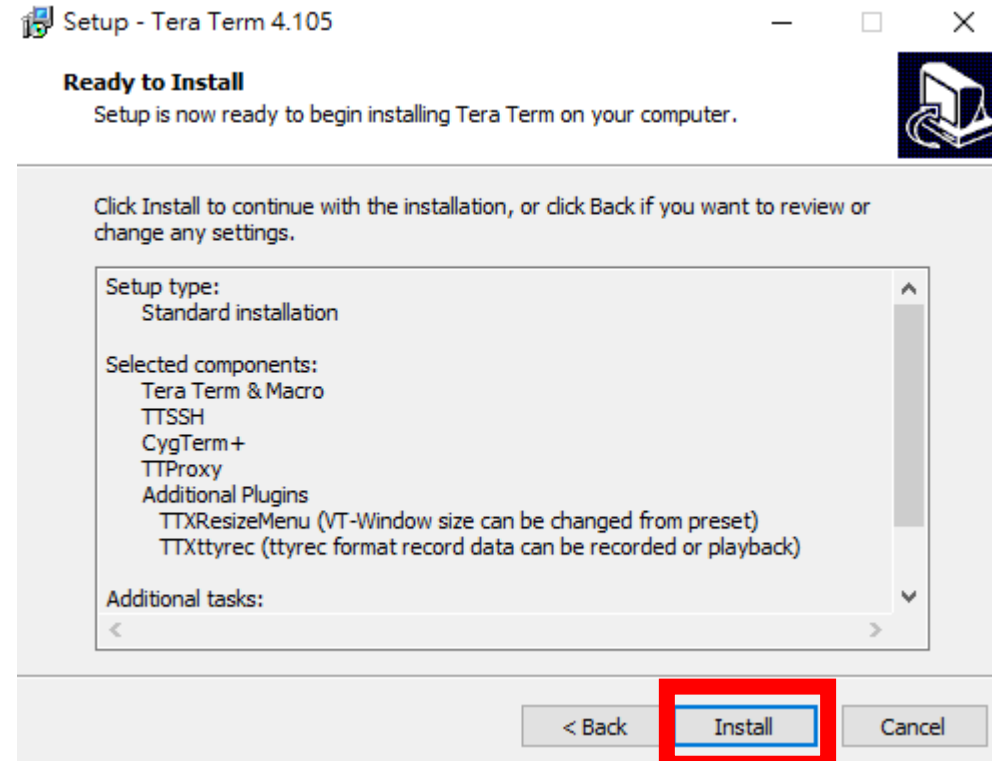 Setup - Tera Term 4.105
Ready to Install
Setup is now ready to begin installing Tera Term on your computer.
Click Install to continue with the installation, or click Back if you want to review or
change any settings.
Setup type:
Standard installation
Selected components:
Tera Term & Macro
TTSSH
CygTerm+
TTProxy
Additional Plugins
TTXResizeMenu (VT-Window size can be changed from preset)
TTXttyrec (ttyrec format record data can be recorded or playback)
Additional tasks:
< Back Install Cancel